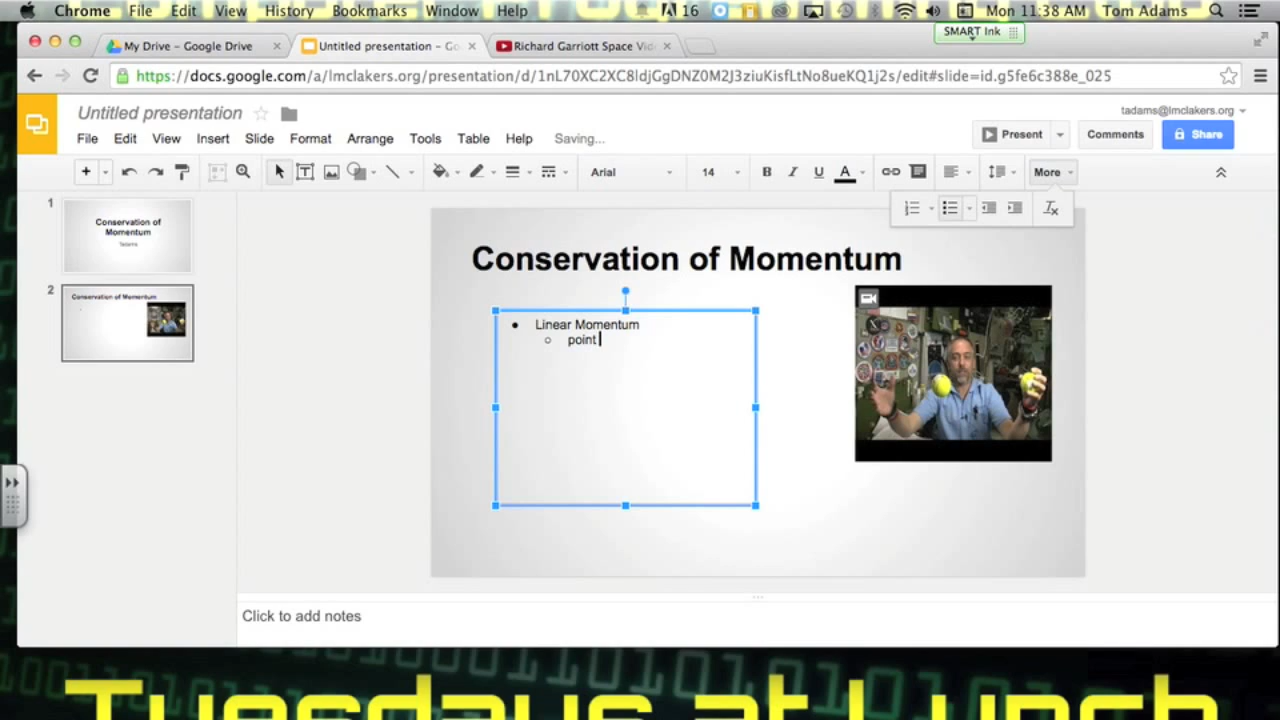 Chrome File Edit View History Bookmarks Window Help 16 Mon 11:38 AM Tom Adams
SMART Ink
My Drive – Google Drive Untitled presentation – Go Richard Garriott Space Vid
https://docs.google.com/a/lmclakers.org/presentation/d/1nL70XC2XC8ldjGgDNZ0M2J3ziuKisfLtNo8ueKQ1j2s/edit#slide=id.g5fe6c388e_025
Untitled presentation
tadams@lmclakers.org
File Edit View Insert Slide Format Arrange Tools Table Help Saving...
Present Comments Share
Arial 14 B I U A More
1
Conservation of
Momentum
Tadams
2
Conservation of Momentum
Conservation of Momentum
Linear Momentum
point
Click to add notes
Tuesdays at Lunch